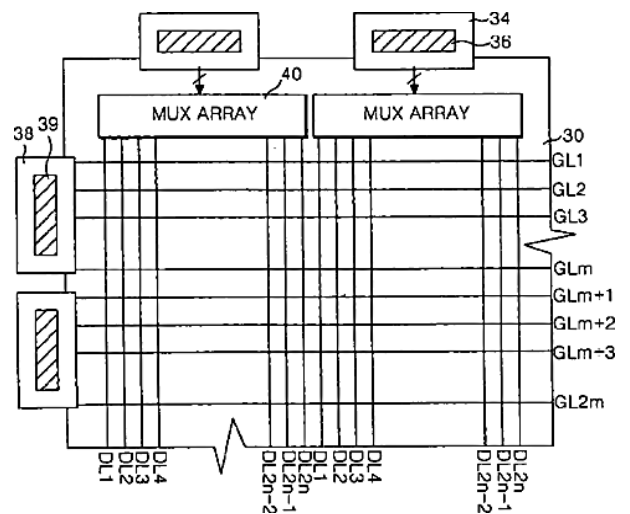 34
36
40
MUX ARRAY
MUX ARRAY
38
39
30
GL1
GL2
GL3
GLm
GLm+1
GLm+2
GLm+3
GL2m
DL1
DL2
DL3
DL4
DL2n-2
DL2n-1
DL2n
DL1
DL2
DL3
DL4
DL2n-2
DL2n-1
DL2n